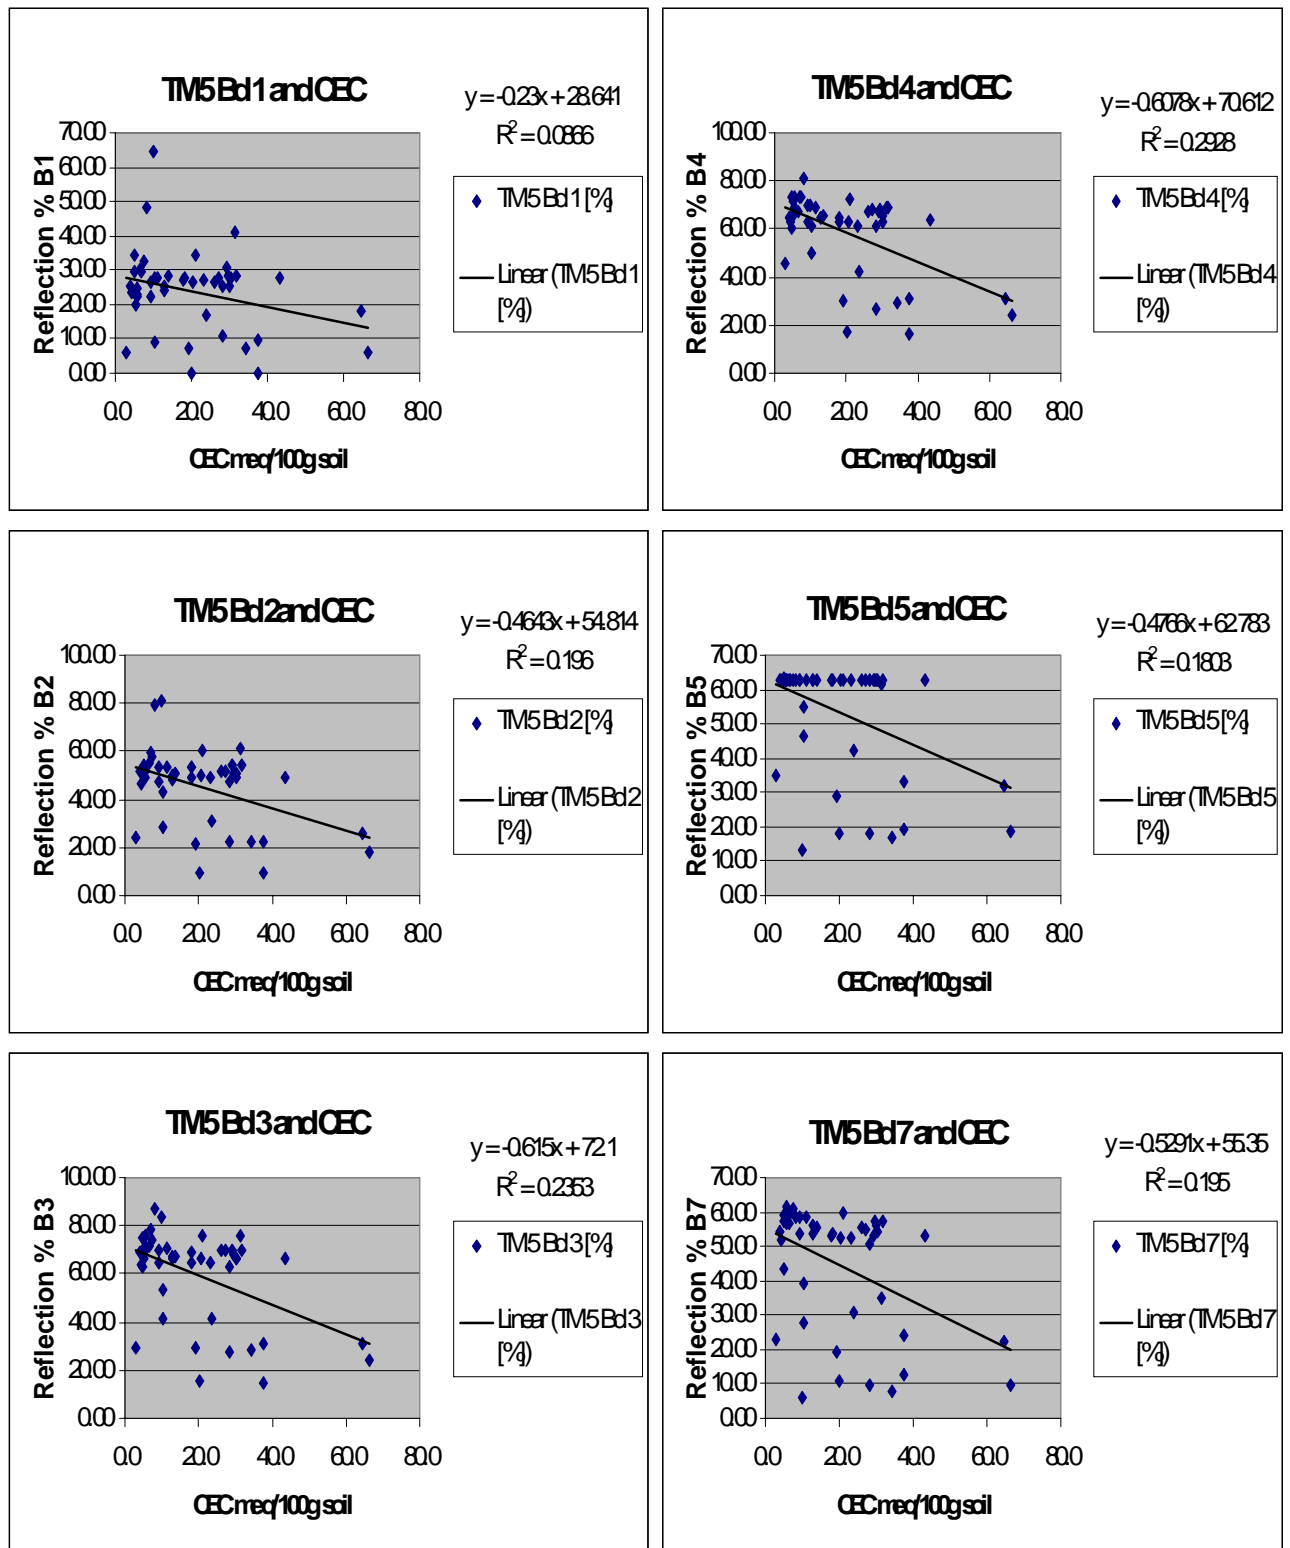 TM5 Bd1 and CEC
y = -0.23x + 28.641
R² = 0.0866
70.00
60.00
50.00
40.00
30.00
20.00
10.00
0.00
0.0 20.0 40.0 60.0 80.0
CEC meq/100g soil
Reflection % B1
TM5 Bd1 [%]
Linear (TM5 Bd1
[%])
TM5 Bd4 and CEC
y = -0.6078x + 70.612
R² = 0.2928
100.00
80.00
60.00
40.00
20.00
0.00
0.0 20.0 40.0 60.0 80.0
CEC meq/100g soil
Reflection % B4
TM5 Bd4 [%]
Linear (TM5 Bd4
[%])
TM5 Bd2 and CEC
y = -0.4643x + 54.814
R² = 0.196
100.00
80.00
60.00
40.00
20.00
0.00
0.0 20.0 40.0 60.0 80.0
CEC meq/100g soil
Reflection % B2
TM5 Bd2 [%]
Linear (TM5 Bd2
[%])
TM5 Bd5 and CEC
y = -0.4766x + 62.783
R² = 0.1803
70.00
60.00
50.00
40.00
30.00
20.00
10.00
0.00
0.0 20.0 40.0 60.0 80.0
CEC meq/100g soil
Reflection % B5
TM5 Bd5 [%]
Linear (TM5 Bd5
[%])
TM5 Bd3 and CEC
y = -0.615x + 72.1
R² = 0.2353
100.00
80.00
60.00
40.00
20.00
0.00
0.0 20.0 40.0 60.0 80.0
CEC meq/100g soil
Reflection % B3
TM5 Bd3 [%]
Linear (TM5 Bd3
[%])
TM5 Bd7 and CEC
y = -0.5291x + 55.35
R² = 0.195
70.00
60.00
50.00
40.00
30.00
20.00
10.00
0.00
0.0 20.0 40.0 60.0 80.0
CEC meq/100g soil
Reflection % B7
TM5 Bd7 [%]
Linear (TM5 Bd7
[%])